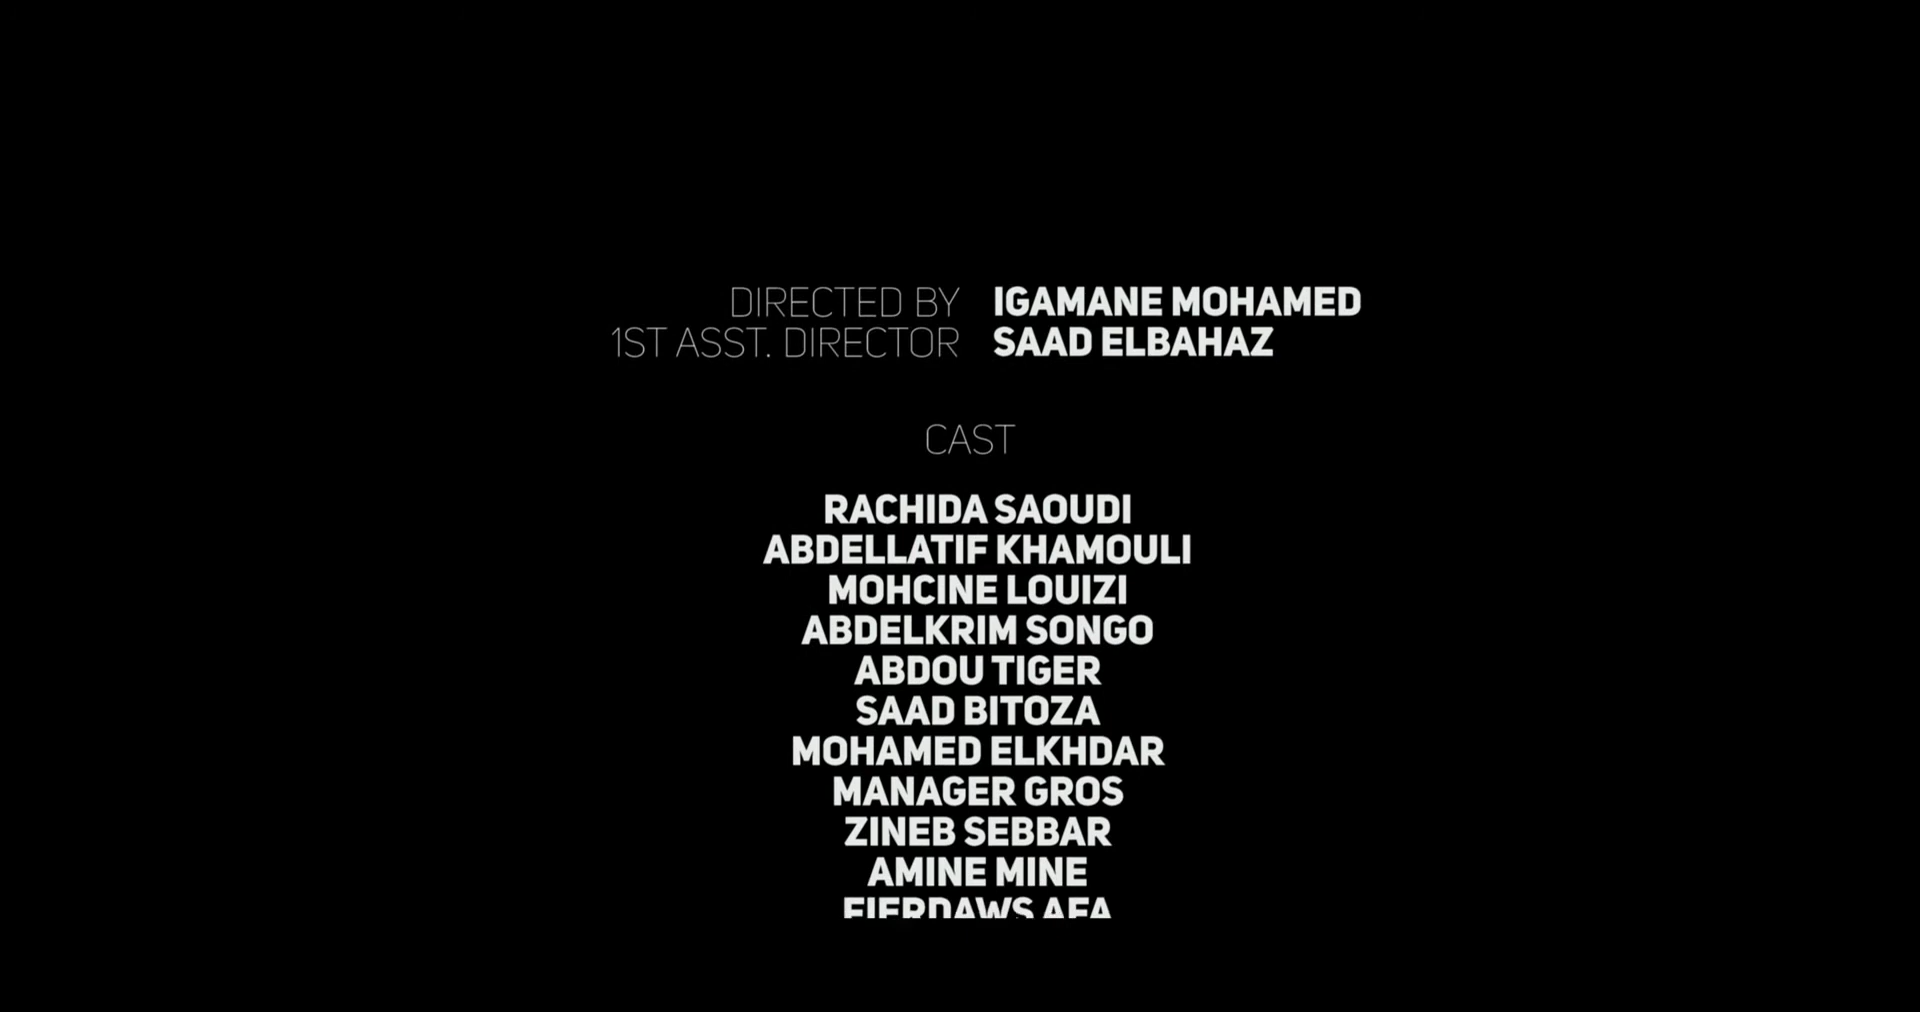 DIRECTED BY IGAMANE MOHAMED
1ST ASST. DIRECTOR SAAD ELBAHAZ
CAST
RACHIDA SAOUDI
ABDELLATIF KHAMOULI
MOHCINE LOUIZI
ABDELKRIM SONGO
ABDOU TIGER
SAAD BITOZA
MOHAMED ELKHDAR
MANAGER GROS
ZINEB SEBBAR
AMINE MINE